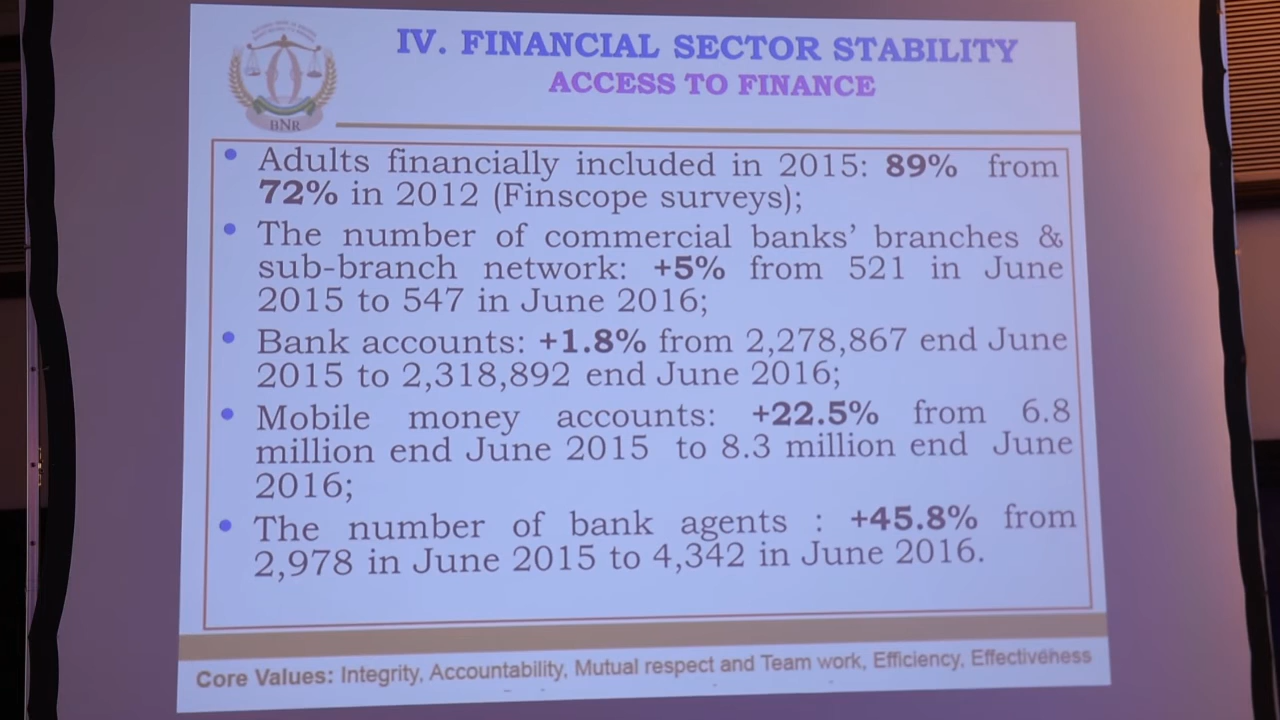 IV. FINANCIAL SECTOR STABILITY
ACCESS TO FINANCE
BNR
• Adults financially included in 2015: 89% from
72% in 2012 (Finscope surveys);
• The number of commercial banks' branches &
sub-branch network: +5% from 521 in June
2015 to 547 in June 2016;
• Bank accounts: +1.8% from 2,278,867 end June
2015 to 2,318,892 end June 2016;
• Mobile money accounts: +22.5% from 6.8
million end June 2015 to 8.3 million end June
2016;
• The number of bank agents : +45.8% from
2,978 in June 2015 to 4,342 in June 2016.
Core Values: Integrity, Accountability, Mutual respect and Team work, Efficiency, Effectiveness